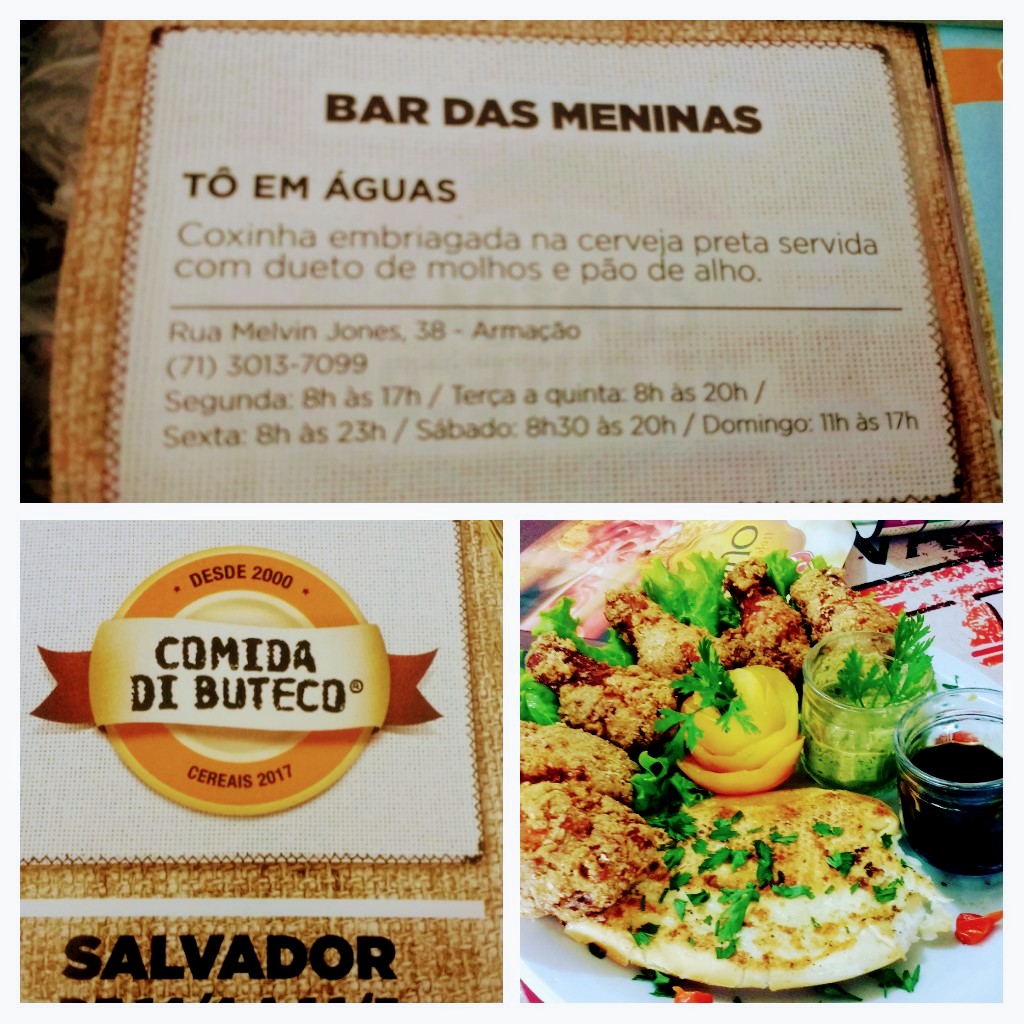 BAR DAS MENINAS
TÔ EM ÁGUAS
Coxinha embriagada na cerveja preta servida
com dueto de molhos e pão de alho.
Rua Melvin Jones, 38 - Armação
(71) 3013-7099
Segunda: 8h às 17h / Terça a quinta: 8h às 20h /
Sexta: 8h às 23h / Sábado: 8h30 às 20h / Domingo: 11h às 17h
DESDE 2000
COMIDA
DI BUTECO®
CEREAIS 2017
SALVADOR